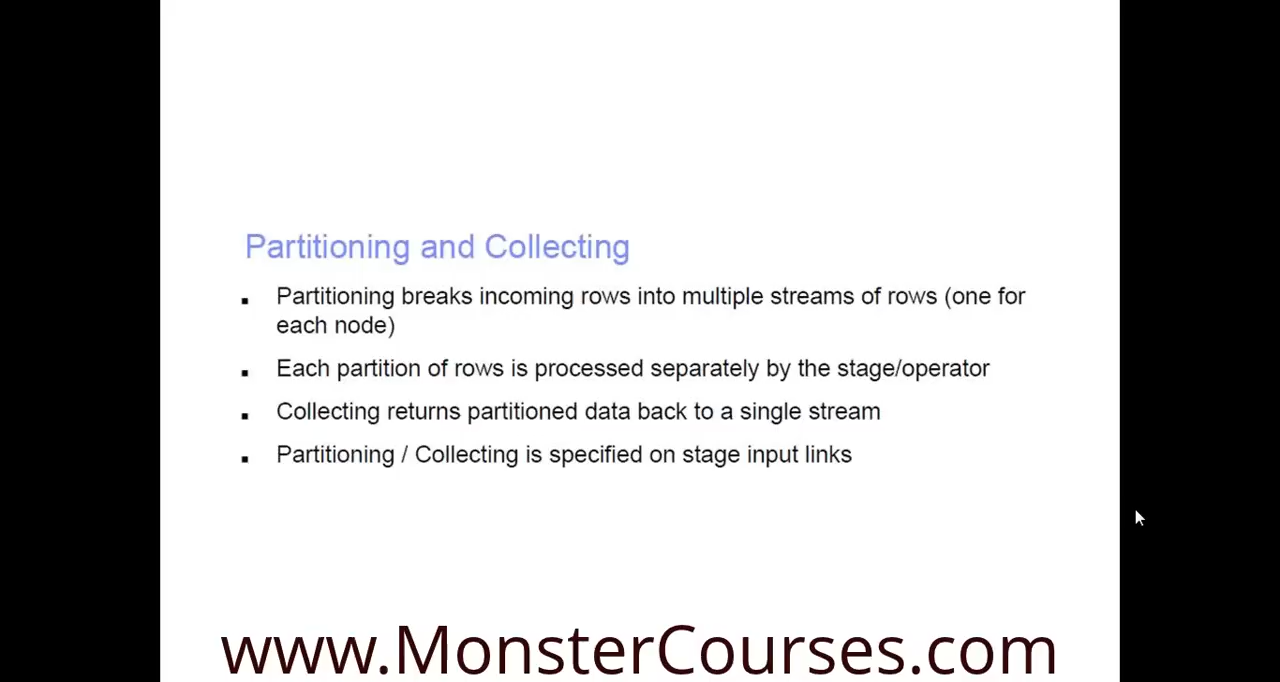 Partitioning and Collecting
▪ Partitioning breaks incoming rows into multiple streams of rows (one for
each node)
▪ Each partition of rows is processed separately by the stage/operator
▪ Collecting returns partitioned data back to a single stream
▪ Partitioning / Collecting is specified on stage input links
www.MonsterCourses.com